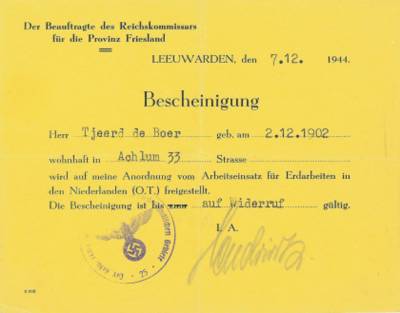 Der Beauftragte des Reichskommissars
für die Provinz Friesland
LEEUWARDEN, den 7.12. 1944.
Bescheinigung
Herr Tjeerd de Boer geb. am 2.12.1902
wohnhaft in Achlum 33 Strasse
wird auf meine Anordnung vom Arbeitseinsatz für Erdarbeiten in
den Niederlanden (O.T.) freigestellt.
Die Bescheinigung ist bis auf Widerruf gültig.
I. A.